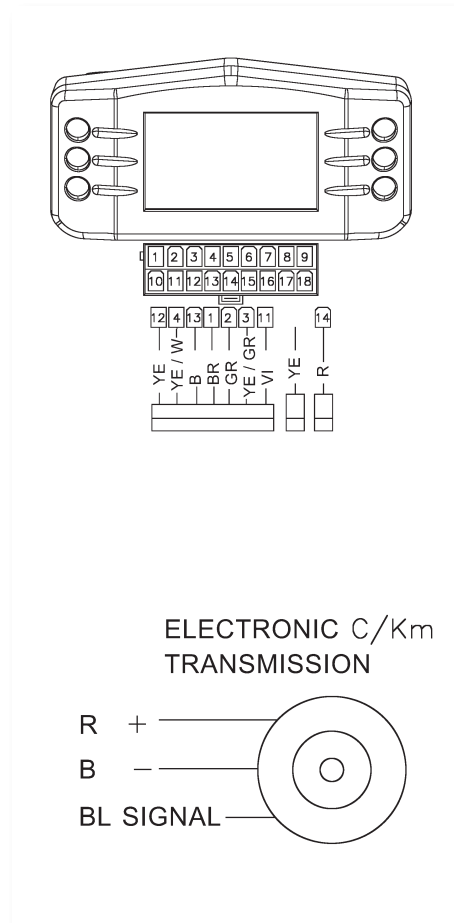 1 2 3 4 5 6 7 8 9
10 11 12 13 14 15 16 17 18
12 4 13 1 2 3 11 14
YE YE / W B BR GR YE / GR VI YE R
ELECTRONIC C/Km
TRANSMISSION
R +
B −
BL SIGNAL